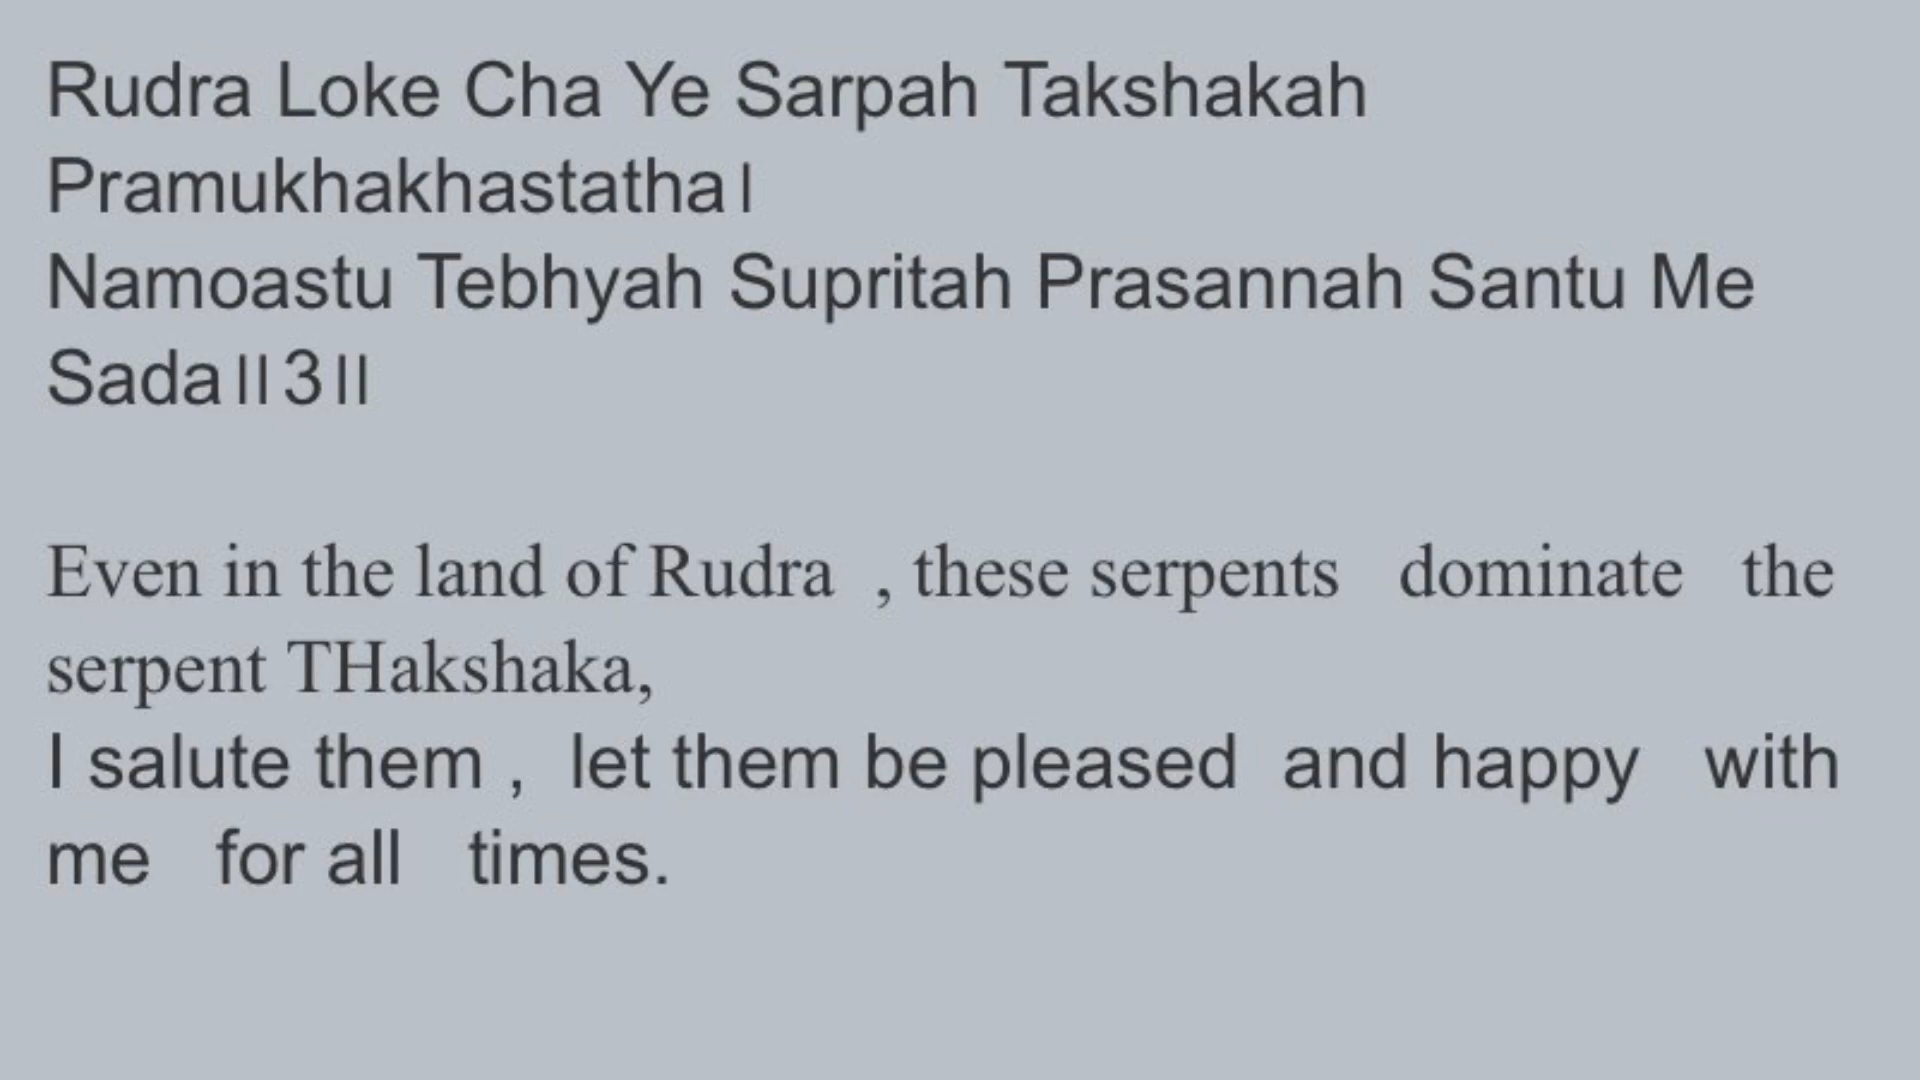 Rudra Loke Cha Ye Sarpah Takshakah
Pramukhakhastatha।
Namoastu Tebhyah Supritah Prasannah Santu Me
Sada॥3॥
Even in the land of Rudra , these serpents dominate the
serpent THakshaka,
I salute them , let them be pleased and happy with
me for all times.